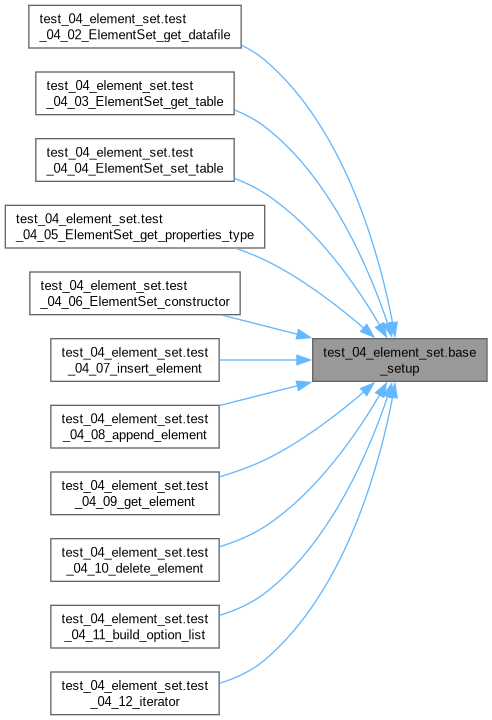 test_04_element_set.test
_04_02_ElementSet_get_datafile
test_04_element_set.test
_04_03_ElementSet_get_table
test_04_element_set.test
_04_04_ElementSet_set_table
test_04_element_set.test
_04_05_ElementSet_get_properties_type
test_04_element_set.test
_04_06_ElementSet_constructor
test_04_element_set.test
_04_07_insert_element
test_04_element_set.base
_setup
test_04_element_set.test
_04_08_append_element
test_04_element_set.test
_04_09_get_element
test_04_element_set.test
_04_10_delete_element
test_04_element_set.test
_04_11_build_option_list
test_04_element_set.test
_04_12_iterator